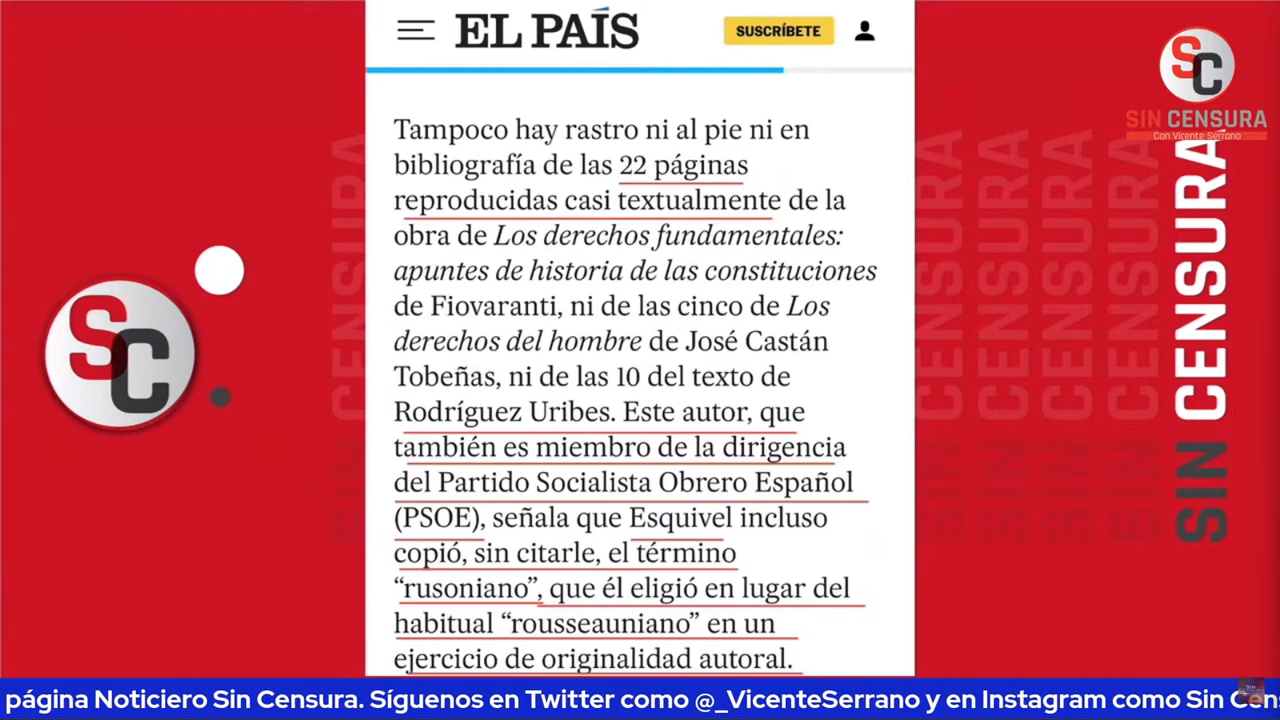 EL PAÍS
SUSCRÍBETE
SC
SIN CENSURA
Con Vicente Serrano
Tampoco hay rastro ni al pie ni en
bibliografía de las 22 páginas
reproducidas casi textualmente de la
obra de Los derechos fundamentales:
apuntes de historia de las constituciones
de Fiovaranti, ni de las cinco de Los
derechos del hombre de José Castán
Tobeñas, ni de las 10 del texto de
Rodríguez Uribes. Este autor, que
también es miembro de la dirigencia
del Partido Socialista Obrero Español
(PSOE), señala que Esquivel incluso
copió, sin citarle, el término
“rusoniano”, que él eligió en lugar del
habitual “rousseauniano” en un
ejercicio de originalidad autoral.
SC
SIN CENSURA
página Noticiero Sin Censura. Síguenos en Twitter como @_VicenteSerrano y en Instagram como Sin Cen